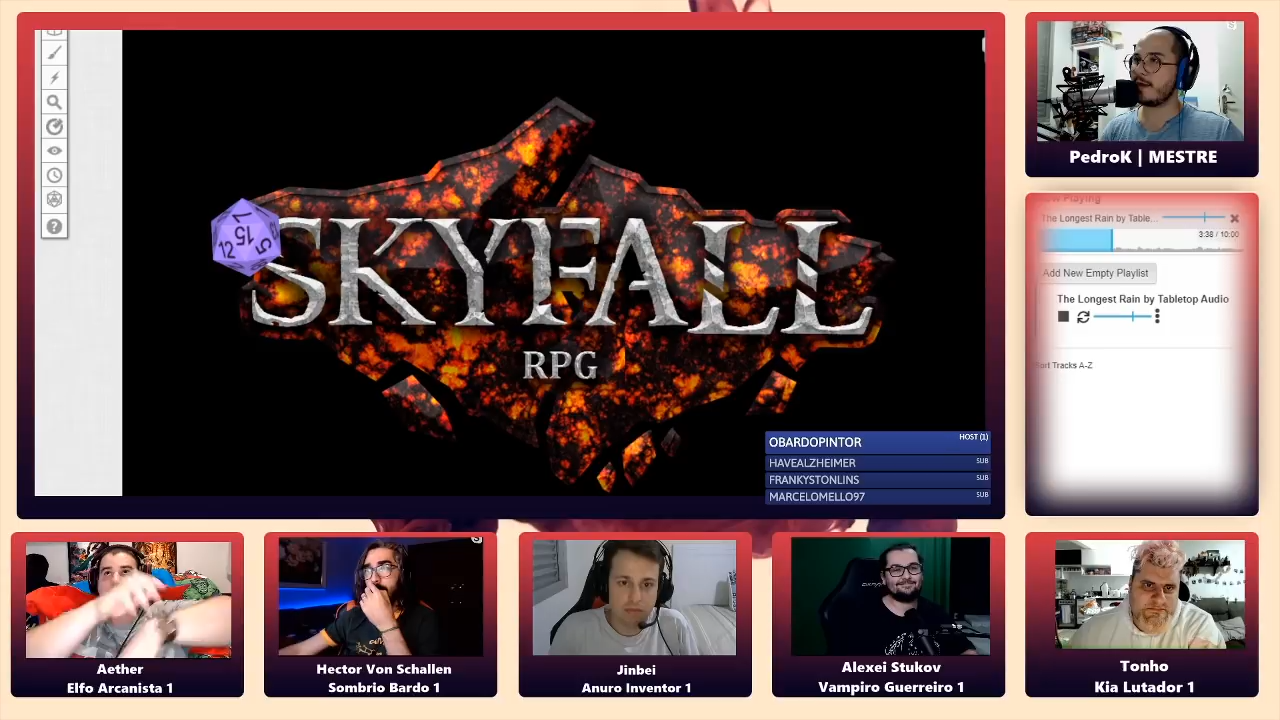 SKYFALL
RPG
7
15
12
5
OBARDOPINTOR HOST (1)
HAVEALZHEIMER SUB
FRANKYSTONLINS SUB
MARCELOMELLO97 SUB
PedroK | MESTRE
Playing
The Longest Rain by Table...
3:38 / 10:00
Add New Empty Playlist
The Longest Rain by Tabletop Audio
Tracks A-Z
Aether
Elfo Arcanista 1
Hector Von Schallen
Sombrio Bardo 1
Jinbei
Anuro Inventor 1
Alexei Stukov
Vampiro Guerreiro 1
Tonho
Kia Lutador 1